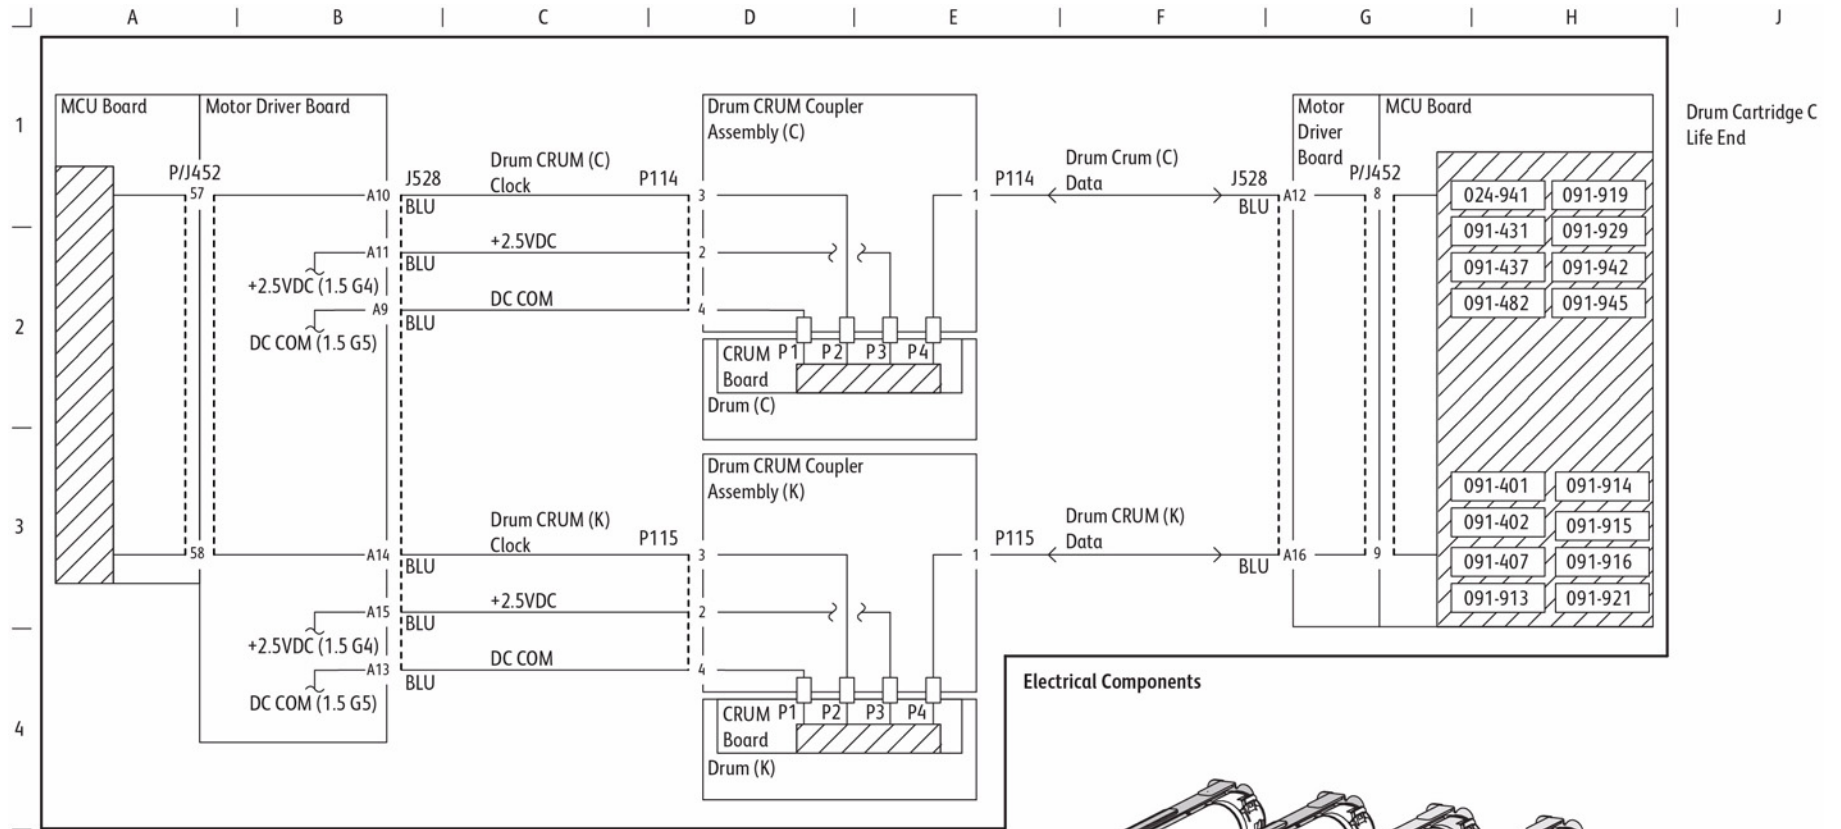 A B C D E F G H J
MCU Board
Motor Driver Board
Drum CRUM Coupler
Assembly (C)
Motor
Driver
Board
MCU Board
Drum Cartridge C
Life End
1
P/J452
57
A10
J528
BLU
Drum CRUM (C)
Clock
P114
3
1
P114
Drum Crum (C)
Data
J528
BLU
A12
P/J452
8
024-941 091-919
091-431 091-929
091-437 091-942
091-482 091-945
A11
BLU
+2.5VDC
2
+2.5VDC (1.5 G4)
A9
BLU
DC COM
4
DC COM (1.5 G5)
2
CRUM
Board
P1 P2 P3 P4
Drum (C)
Drum CRUM Coupler
Assembly (K)
3
58
A14
BLU
Drum CRUM (K)
Clock
P115
3
1
P115
Drum CRUM (K)
Data
BLU
A16
9
091-401 091-914
091-402 091-915
091-407 091-916
091-913 091-921
A15
BLU
+2.5VDC
2
+2.5VDC (1.5 G4)
A13
BLU
DC COM
4
DC COM (1.5 G5)
4
CRUM
Board
P1 P2 P3 P4
Drum (K)
Electrical Components